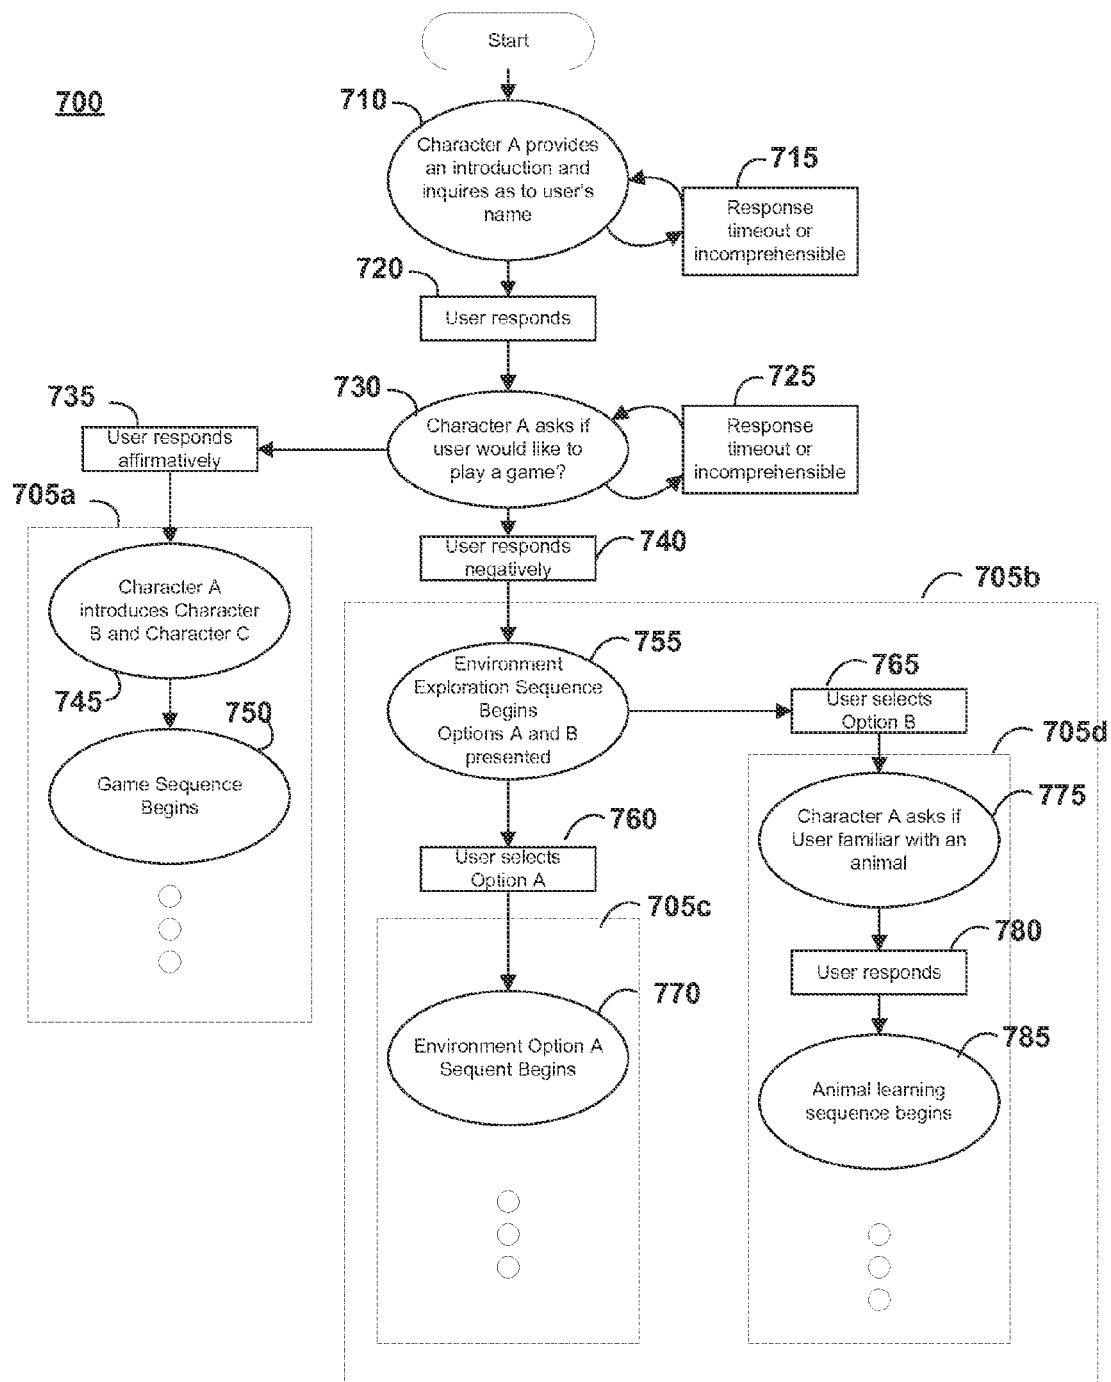 Start
700
710
Character A provides
an introduction and
inquires as to user's
name
715
Response
timeout or
incomprehensible
720
User responds
730
Character A asks if
user would like to
play a game?
725
Response
timeout or
incomprehensible
735
User responds
affirmatively
705a
740
User responds
negatively
Character A
introduces Character
B and Character C
745
705b
755
Environment
Exploration Sequence
Begins
Options A and B
presented
765
User selects
Option B
750
Game Sequence
Begins
705d
760
User selects
Option A
775
Character A asks if
User familiar with an
animal
705c
780
User responds
770
Environment Option A
Sequent Begins
785
Animal learning
sequence begins